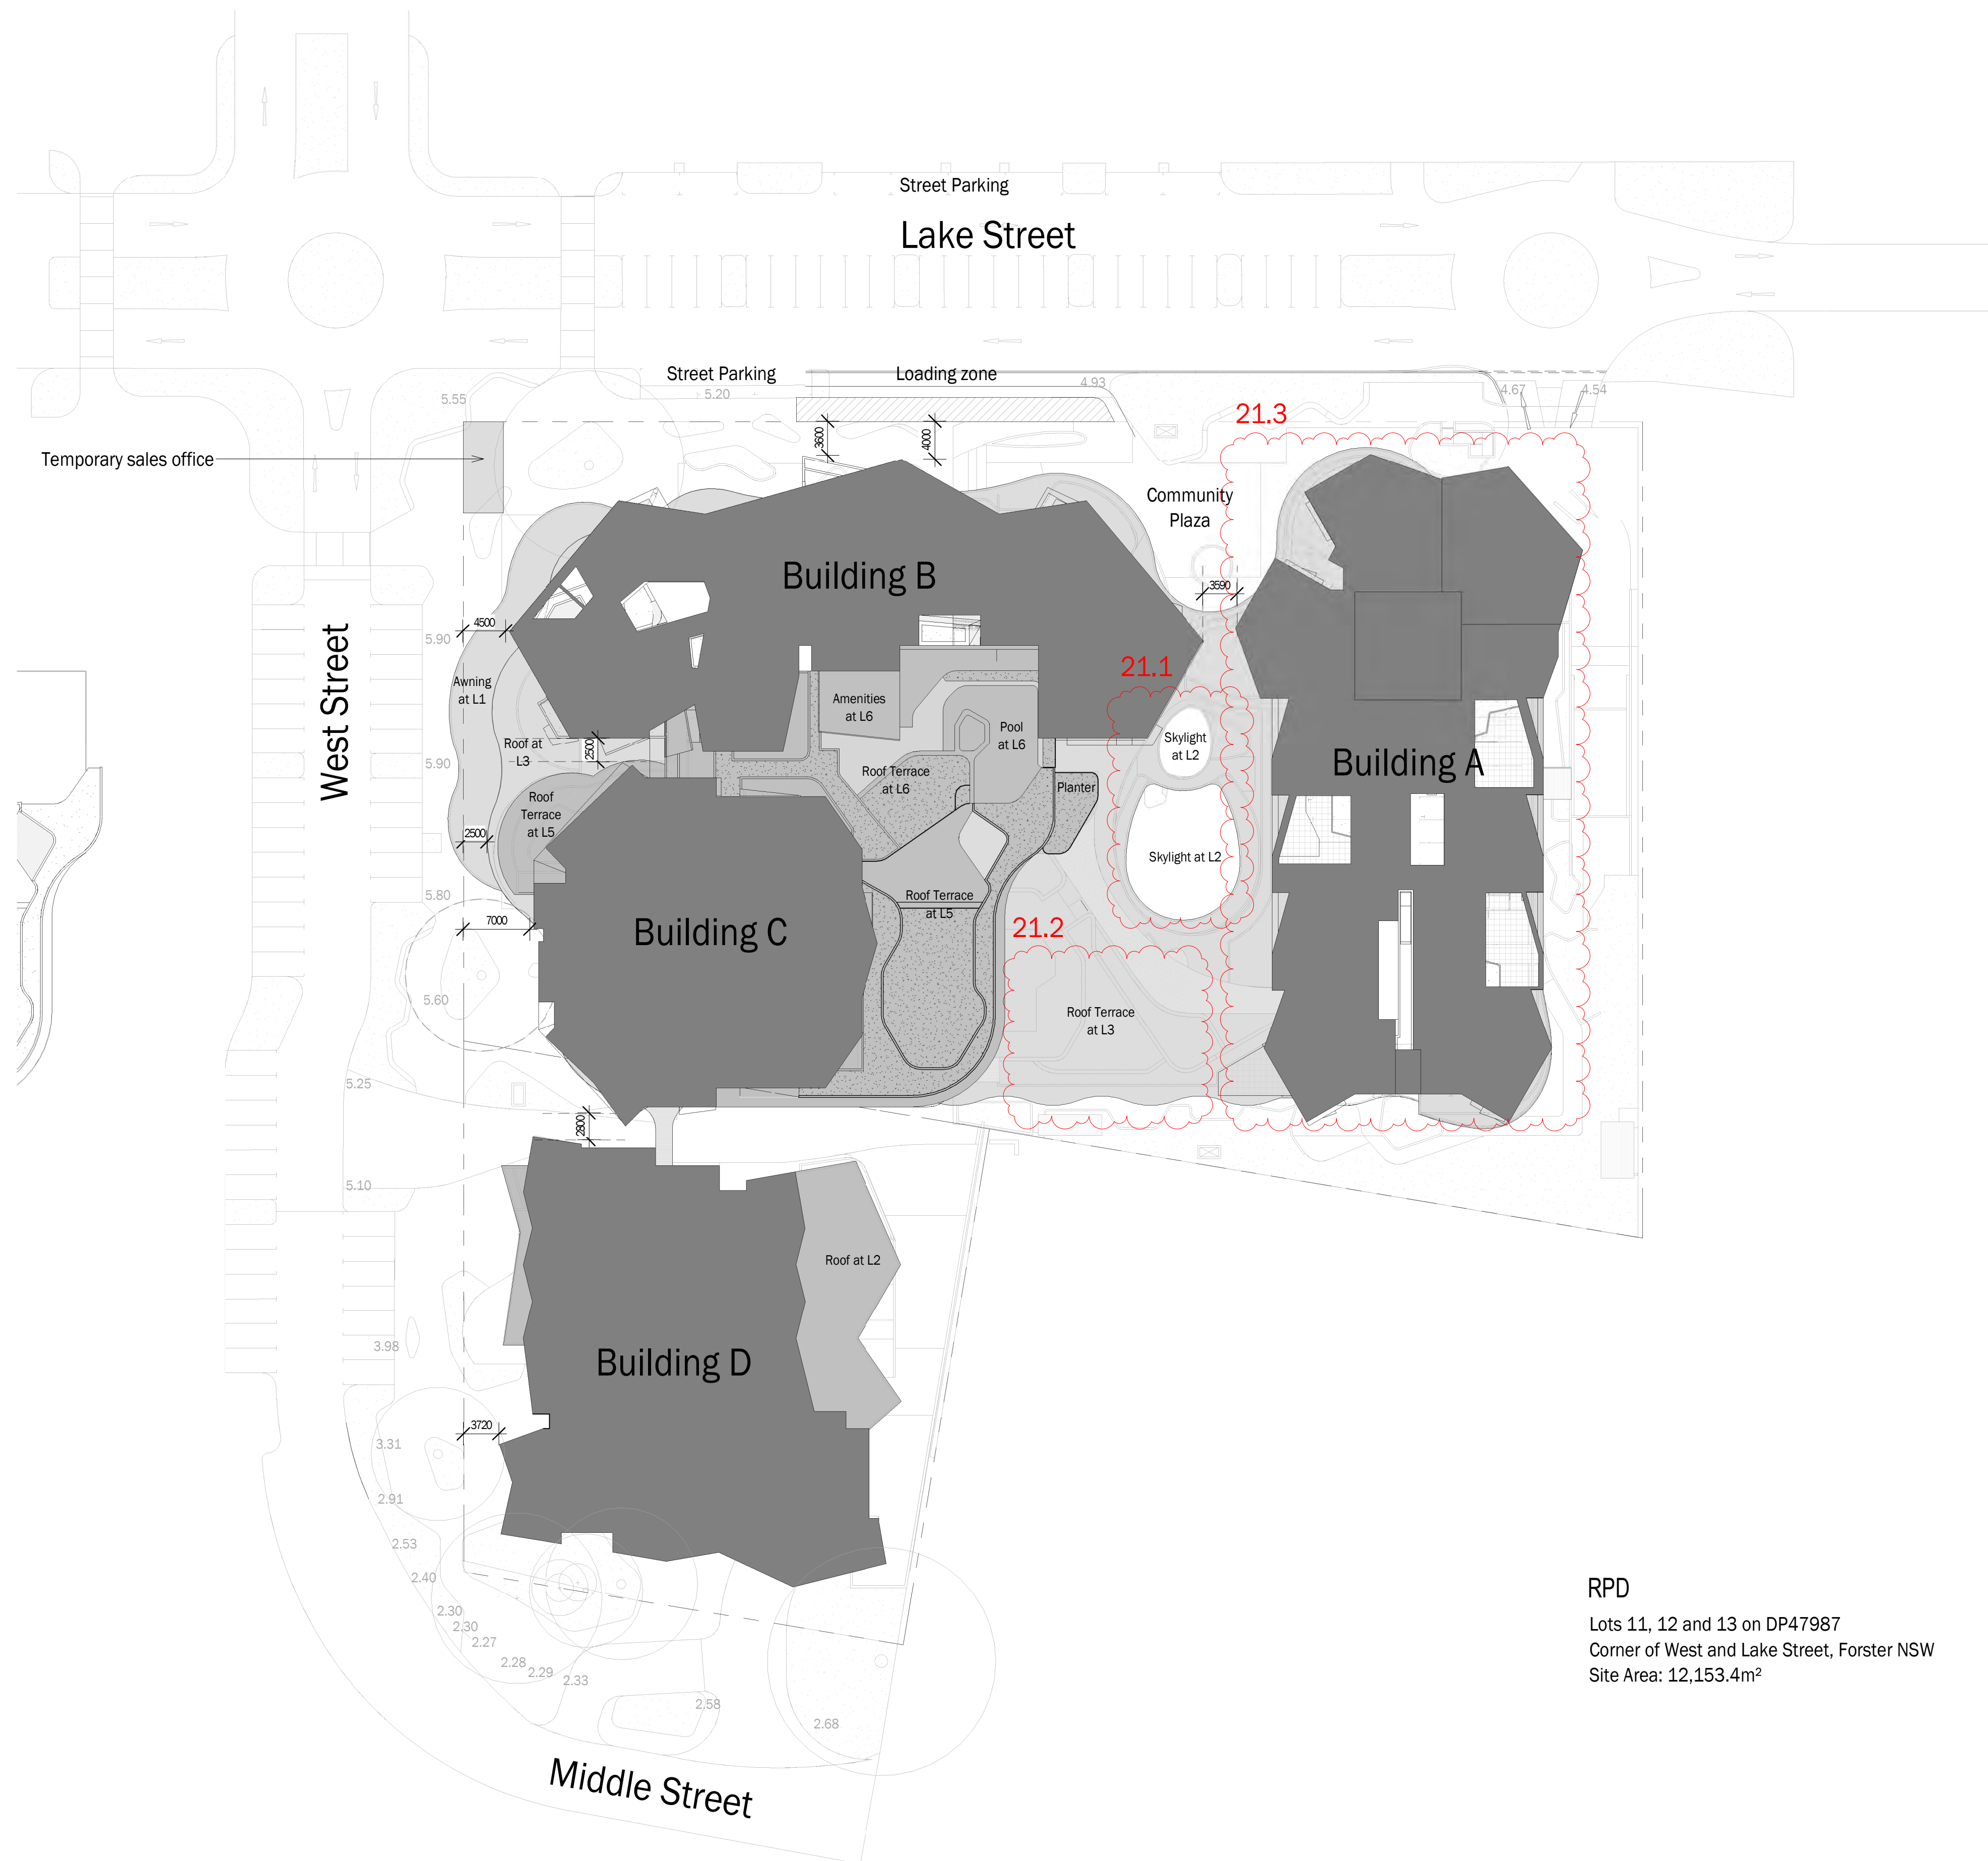 Street Parking
Lake Street
Street Parking
Loading zone
4.93
5.55
5.20
4.67
4.54
21.3
3600
4000
Temporary sales office
Community
Plaza
Building B
3590
4500
5.90
West Street
21.1
Awning
at L1
Amenities
at L6
Pool
at L6
Skylight
at L2
Roof at
L3
2500
5.90
Building A
Roof Terrace
at L6
Planter
Roof
Terrace
at L5
2500
Skylight at L2
5.80
Roof Terrace
at L5
7000
Building C
21.2
5.60
Roof Terrace
at L3
5.25
2800
5.10
Roof at L2
3.98
Building D
3720
3.31
2.91
2.53
2.40
2.30
2.30
2.27
2.28
2.29
2.33
2.58
2.68
Middle Street
RPD
Lots 11, 12 and 13 on DP47987
Corner of West and Lake Street, Forster NSW
Site Area: 12,153.4m²